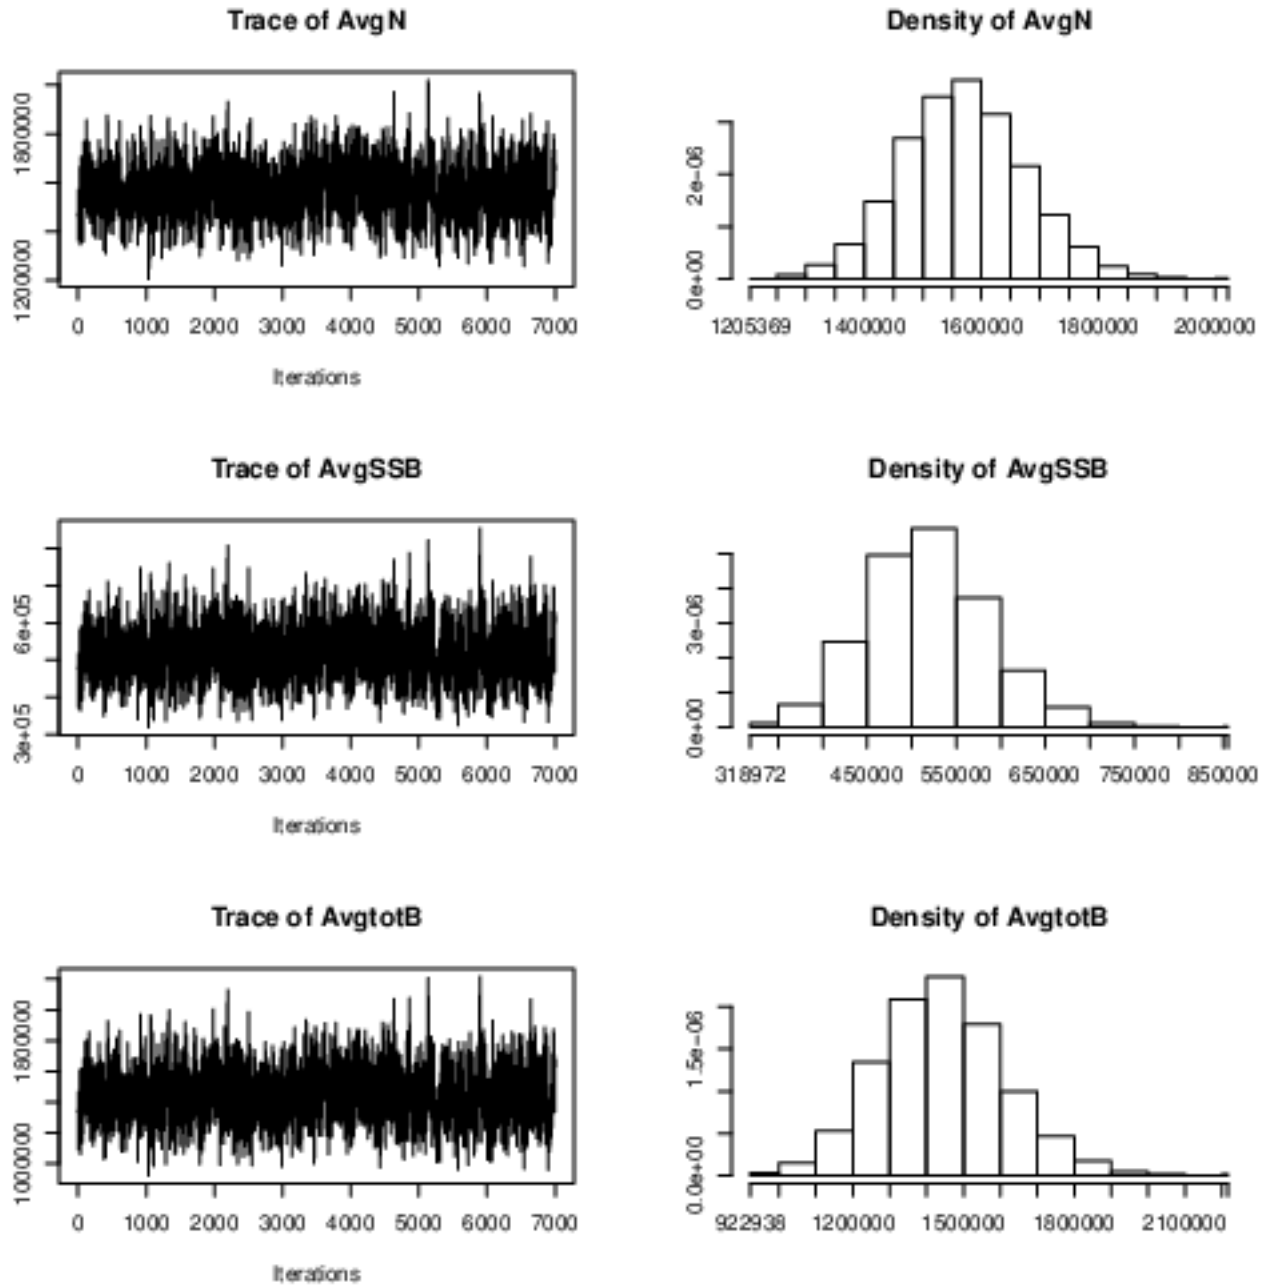 Trace of AvgN
1200000 1800000
0 1000 2000 3000 4000 5000 6000 7000
Iterations
Density of AvgN
0e+00 2e-06
1205369 1400000 1600000 1800000 2000000
Trace of AvgSSB
3e+05 6e+05
0 1000 2000 3000 4000 5000 6000 7000
Iterations
Density of AvgSSB
0e+00 3e-06
318972 450000 550000 650000 750000 850000
Trace of AvgtotB
1000000 1800000
0 1000 2000 3000 4000 5000 6000 7000
Iterations
Density of AvgtotB
0.0e+00 1.5e-06
922938 1200000 1500000 1800000 2100000